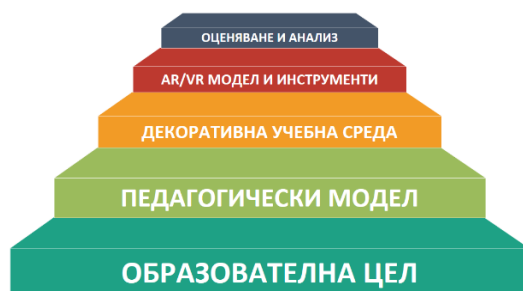 ОЦЕНЯВАНЕ И АНАЛИЗ
AR/VR МОДЕЛ И ИНСТРУМЕНТИ
ДЕКОРАТИВНА УЧЕБНА СРЕДА
ПЕДАГОГИЧЕСКИ МОДЕЛ
ОБРАЗОВАТЕЛНА ЦЕЛ